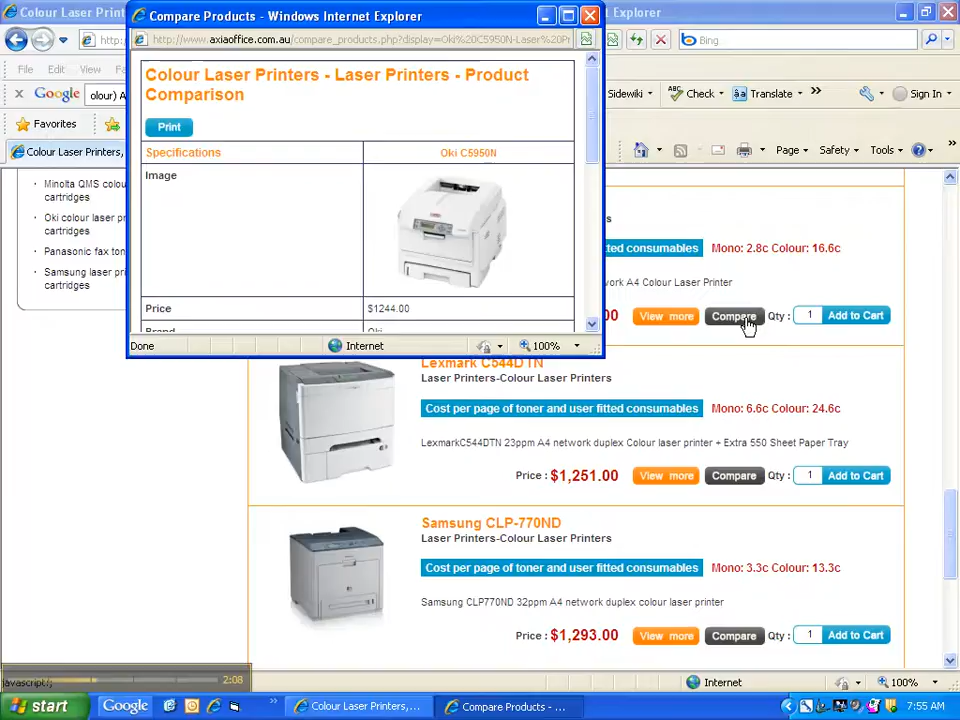 Colour Laser Printers
Compare Products - Windows Internet Explorer
Explorer
http://www.axiaoffice.com.au/compare_products.php?display=Oki%20C5950N-Laser%20Pr
http:
Bing
File Edit View
Google
olour) A
Sidewiki
Check
Translate
Sign In
Favorites
Colour Laser Printers,
Page
Safety
Tools
Colour Laser Printers - Laser Printers - Product
Comparison
Print
Specifications
Oki C5950N
Image
Price
$1244.00
Brand
Oki
Done
Internet
100%
Minolta QMS colou
cartridges
Oki colour laser pr
cartridges
Panasonic fax ton
Samsung laser pri
cartridges
s
ted consumables
Mono: 2.8c Colour: 16.6c
work A4 Colour Laser Printer
00
View more
Compare
Qty : 1
Add to Cart
Lexmark C544DTN
Laser Printers-Colour Laser Printers
Cost per page of toner and user fitted consumables
Mono: 6.6c Colour: 24.6c
LexmarkC544DTN 23ppm A4 network duplex Colour laser printer + Extra 550 Sheet Paper Tray
Price : $1,251.00
View more
Compare
Qty : 1
Add to Cart
Samsung CLP-770ND
Laser Printers-Colour Laser Printers
Cost per page of toner and user fitted consumables
Mono: 3.3c Colour: 13.3c
Samsung CLP770ND 32ppm A4 network duplex colour laser printer
Price : $1,293.00
View more
Compare
Qty : 1
Add to Cart
javascript:;
2:08
Internet
100%
start
Google
Colour Laser Printers,...
Compare Products - ...
7:55 AM